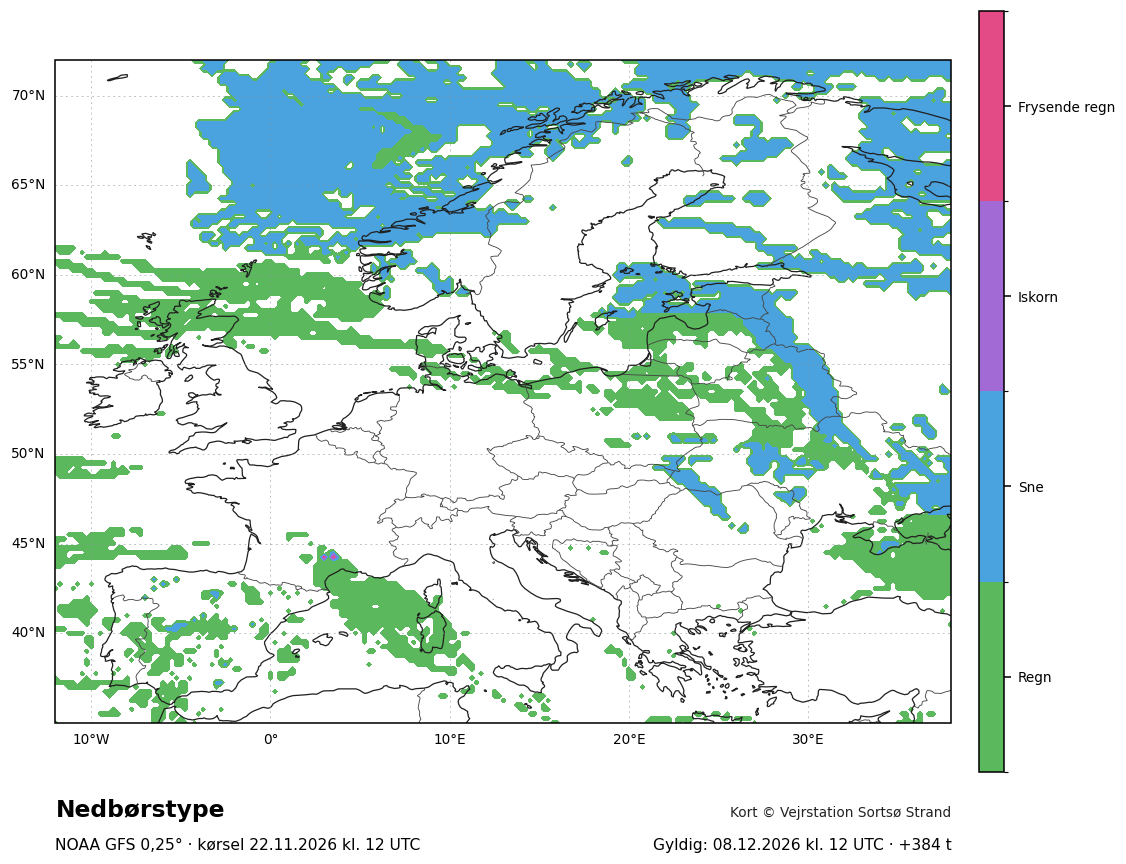 70°N
65°N
60°N
55°N
50°N
45°N
40°N
10°W
0°
10°E
20°E
30°E
Frysende regn
Iskorn
Sne
Regn
Nedbørstype
Kort © Vejrstation Sortsø Strand
NOAA GFS 0,25° · kørsel 22.11.2026 kl. 12 UTC
Gyldig: 08.12.2026 kl. 12 UTC · +384 t